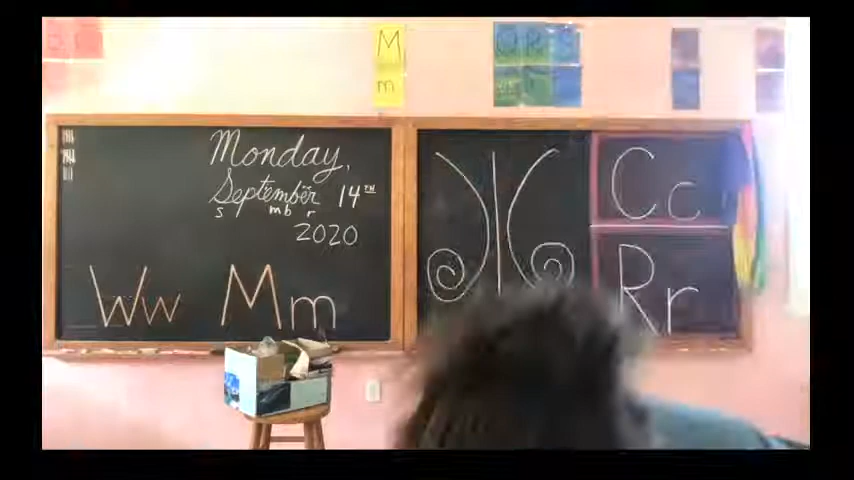 M
m
Q R S
Monday,
September 14TH
s mb r
2020
Ww Mm
Cc
Rr